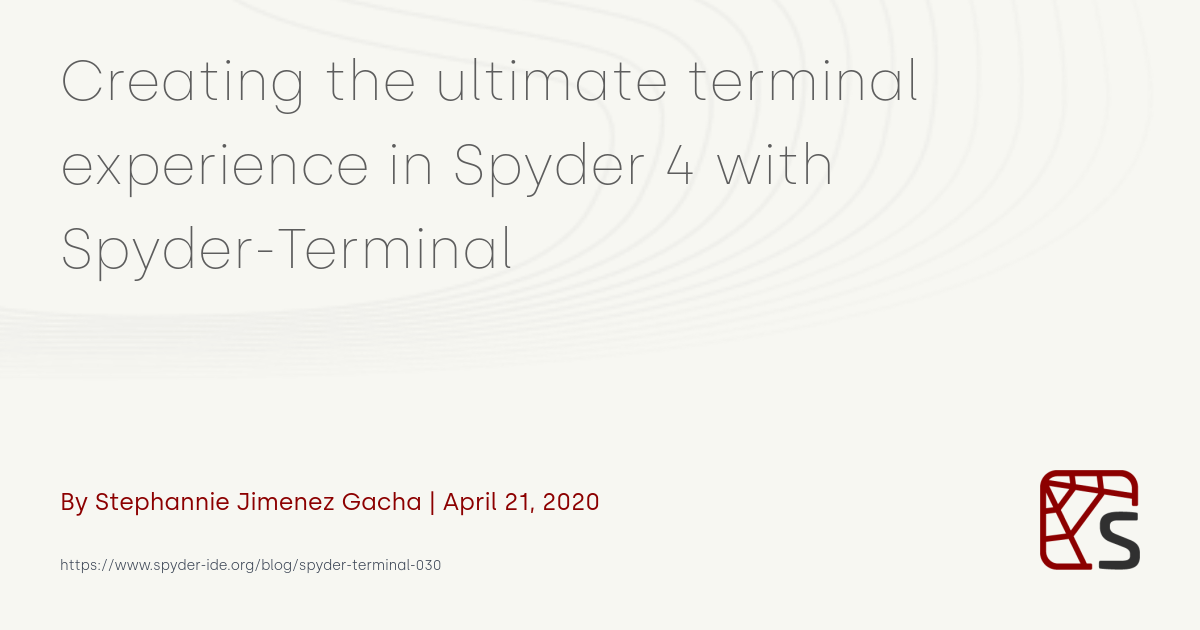 Creating the ultimate terminal
experience in Spyder 4 with
Spyder-Terminal
By Stephannie Jimenez Gacha | April 21, 2020
https://www.spyder-ide.org/blog/spyder-terminal-030
S